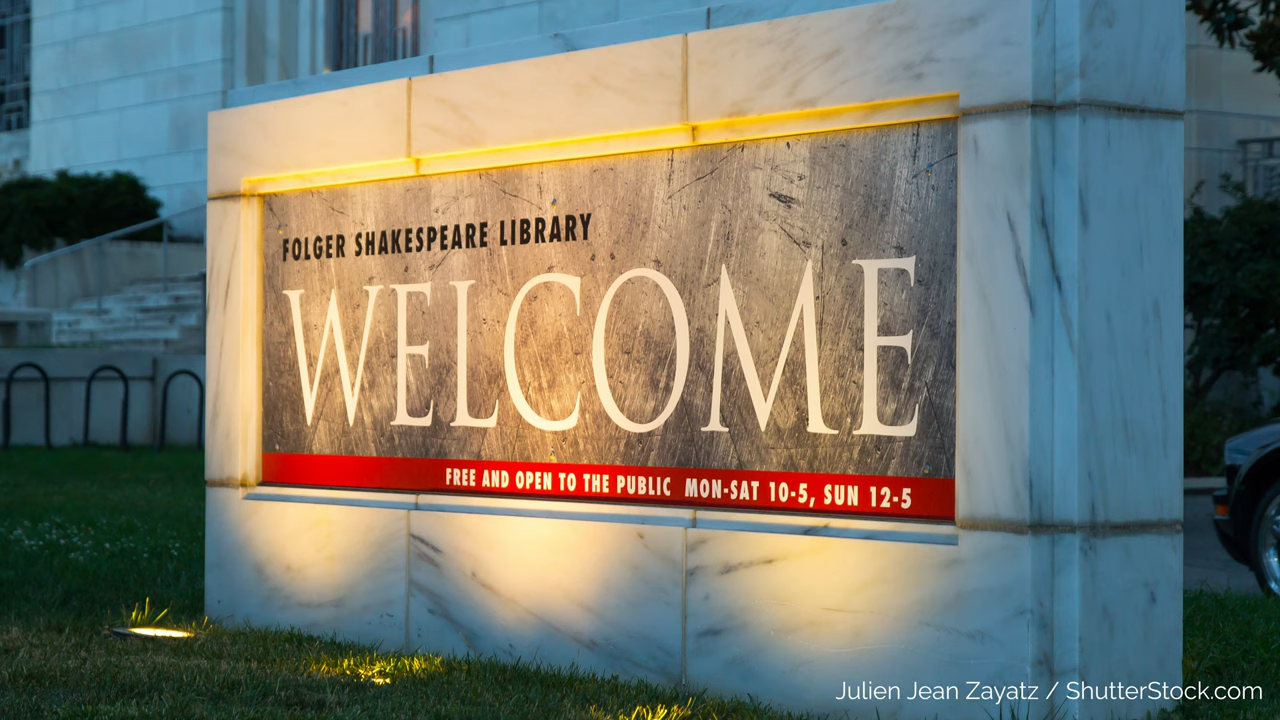 FOLGER SHAKESPEARE LIBRARY
WELCOME
FREE AND OPEN TO THE PUBLIC MON-SAT 10-5, SUN 12-5
Julien Jean Zayatz / ShutterStock.com